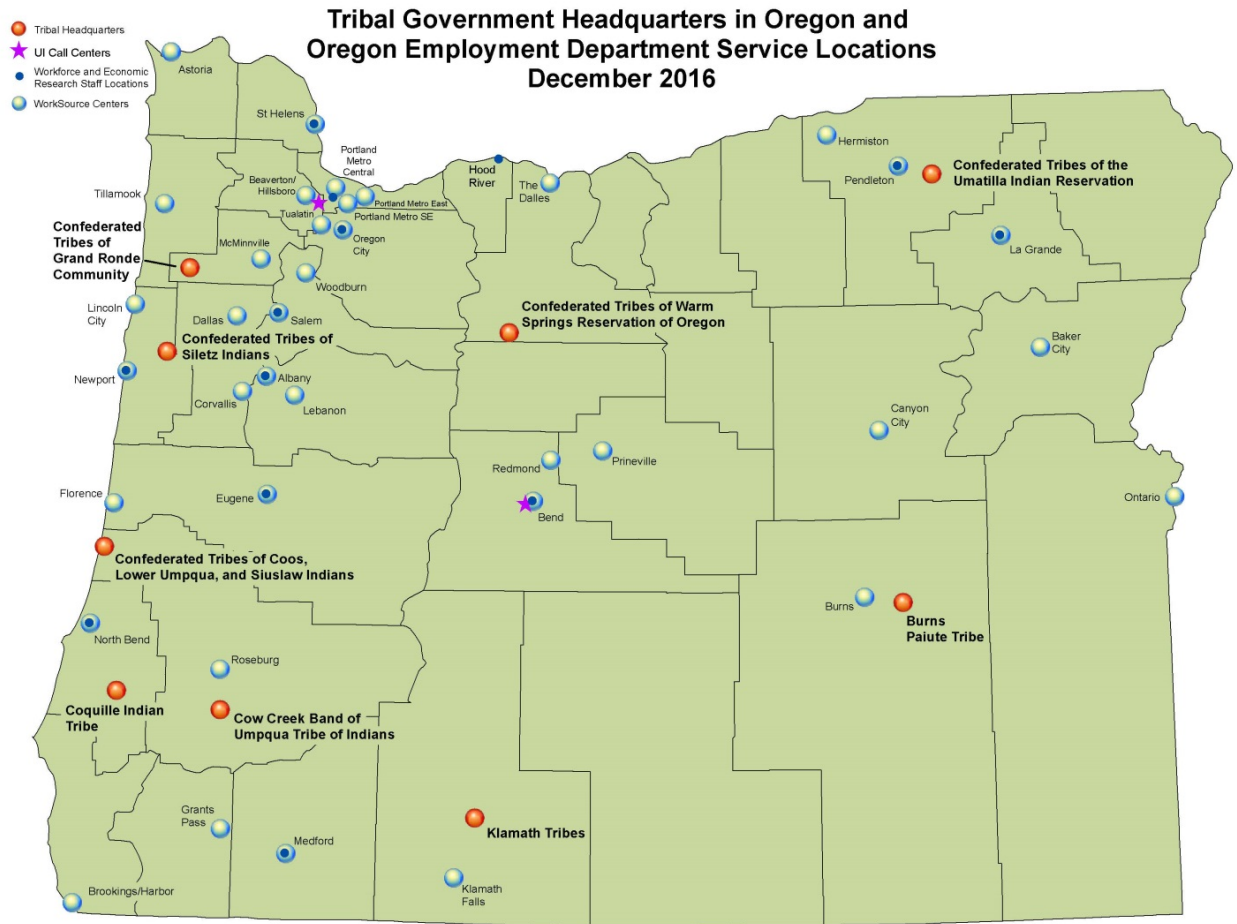 Tribal Government Headquarters in Oregon and
Oregon Employment Department Service Locations
December 2016
Tribal Headquarters
UI Call Centers
Workforce and Economic
Research Staff Locations
WorkSource Centers
Astoria
St Helens
Portland
Metro
Central
Beaverton/
Hillsboro
Portland Metro East
Portland Metro SE
Tualatin
Oregon
City
Hood
River
The
Dalles
Hermiston
Pendleton
Confederated Tribes of the
Umatilla Indian Reservation
La Grande
Tillamook
Confederated
Tribes of
Grand Ronde
Community
McMinnville
Woodburn
Lincoln
City
Dallas
Salem
Confederated Tribes of
Siletz Indians
Confederated Tribes of Warm
Springs Reservation of Oregon
Baker
City
Newport
Albany
Corvallis
Lebanon
Canyon
City
Redmond
Prineville
Florence
Eugene
Bend
Ontario
Confederated Tribes of Coos,
Lower Umpqua, and Siuslaw Indians
Burns
Burns
Paiute Tribe
North Bend
Roseburg
Coquille Indian
Tribe
Cow Creek Band of
Umpqua Tribe of Indians
Grants
Pass
Medford
Klamath Tribes
Klamath
Falls
Brookings/Harbor